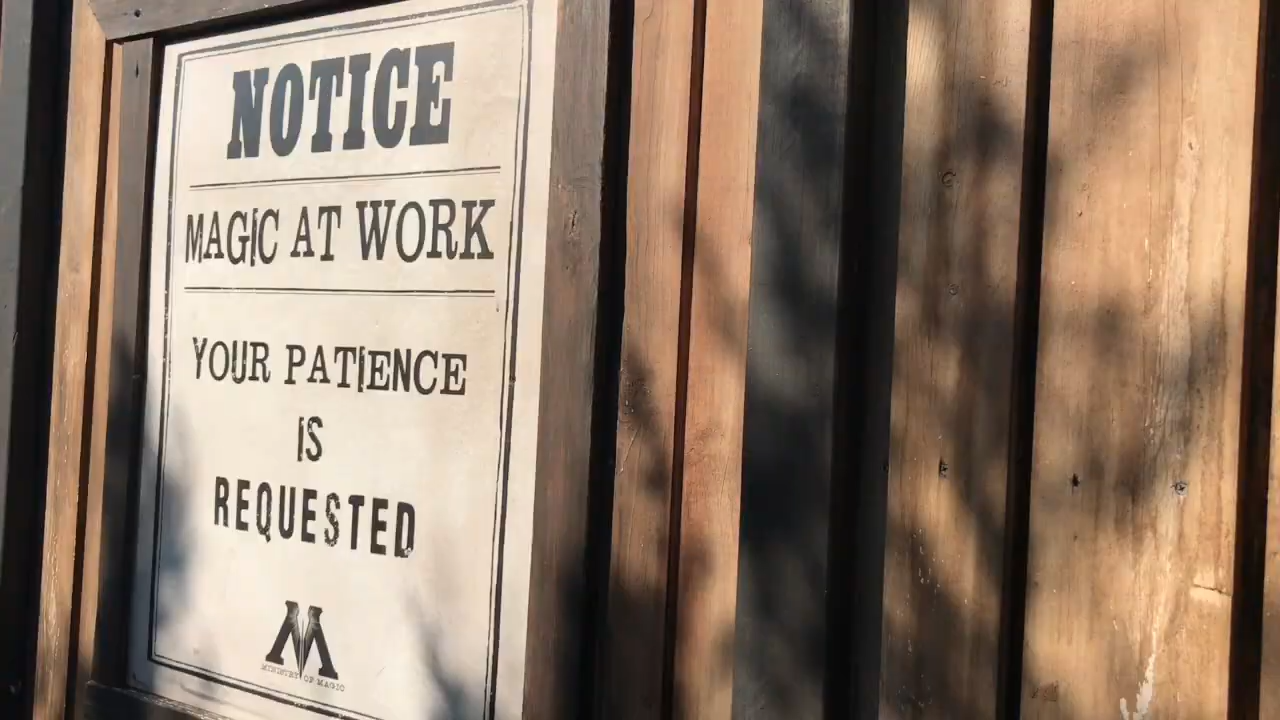 NOTICE
MAGIC AT WORK
YOUR PATIENCE
IS
REQUESTED
M
MINISTRY OF MAGIC